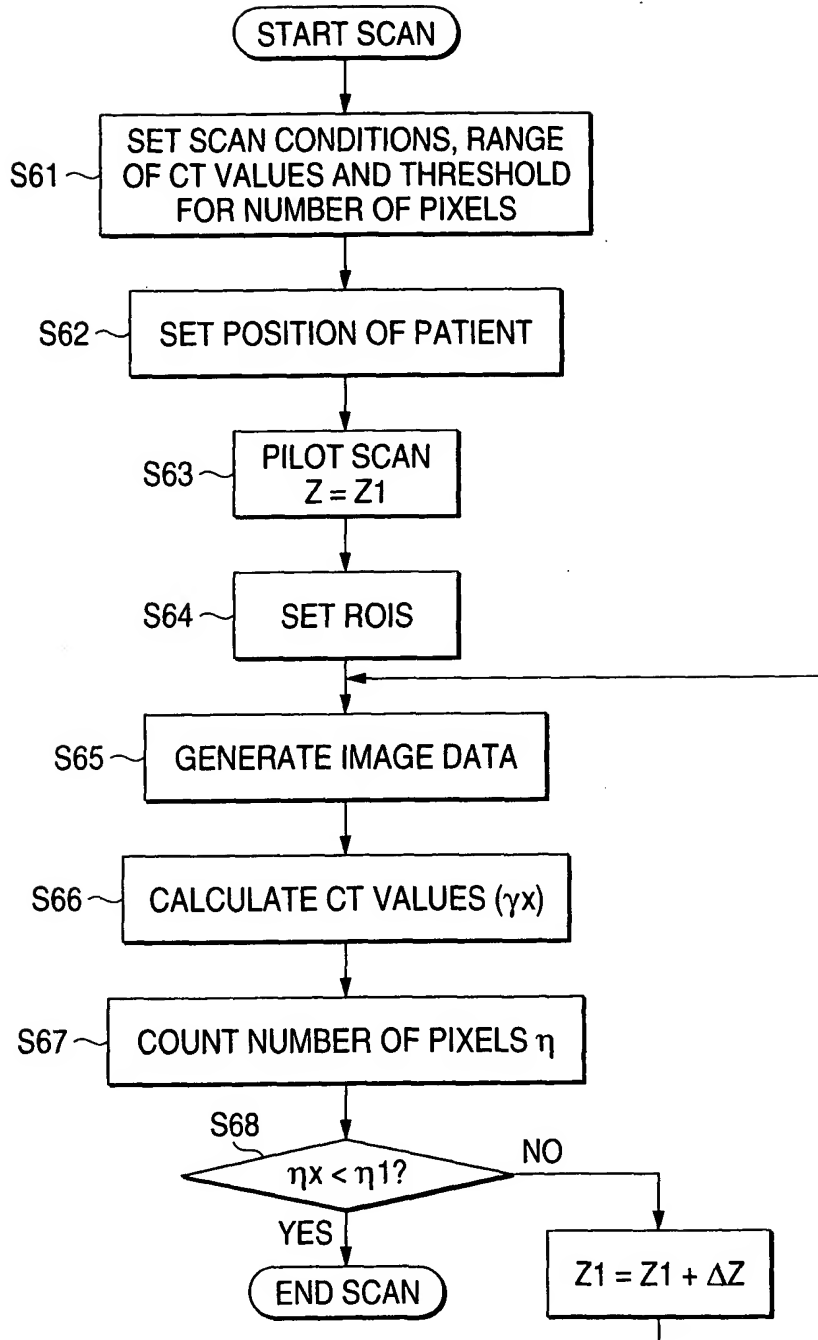 START SCAN
S61
SET SCAN CONDITIONS, RANGE
OF CT VALUES AND THRESHOLD
FOR NUMBER OF PIXELS
S62
SET POSITION OF PATIENT
S63
PILOT SCAN
Z = Z1
S64
SET ROIS
S65
GENERATE IMAGE DATA
S66
CALCULATE CT VALUES (γx)
S67
COUNT NUMBER OF PIXELS η
S68
ηx < η1?
NO
YES
Z1 = Z1 + ΔZ
END SCAN